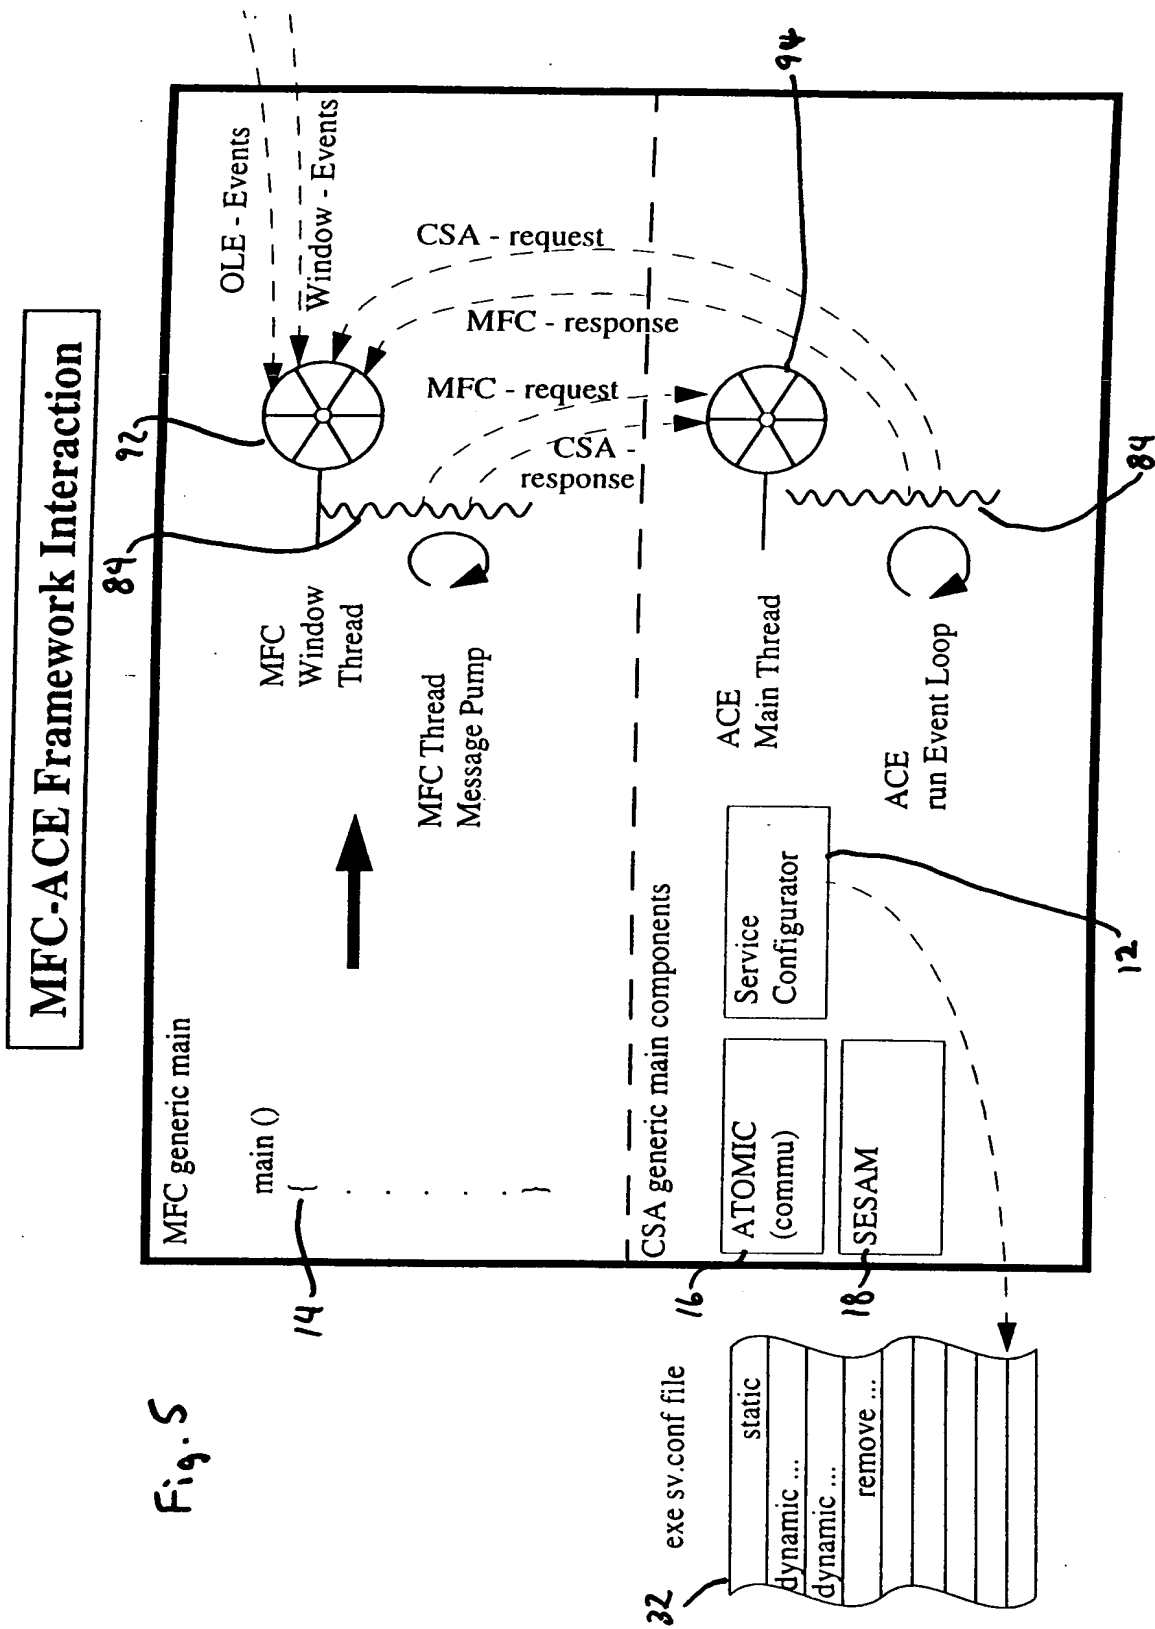 MFC-ACE Framework Interaction
MFC generic main
main ()
{
. . . . .
}
14
MFC
Window
Thread
MFC Thread
Message Pump
84
92
OLE - Events
Window - Events
CSA - request
MFC - response
MFC - request
CSA -
response
94
CSA generic main components
ATOMIC
(commu)
16
SESAM
18
Service
Configurator
12
ACE
Main Thread
ACE
run Event Loop
84
exe sv.conf file
32
static
dynamic ...
dynamic ...
remove ...
Fig. 5